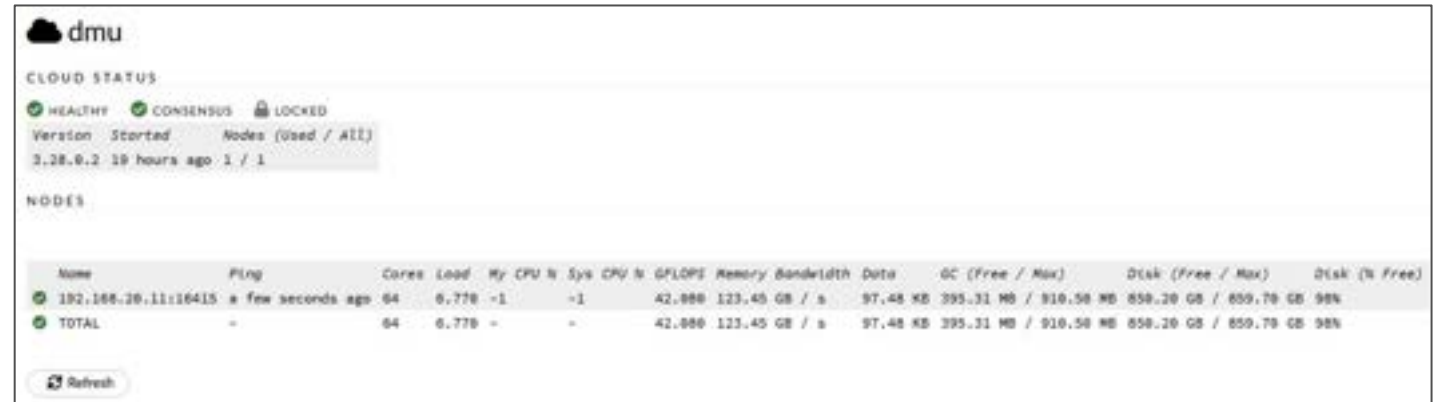 dmu
CLOUD STATUS
HEALTHY CONSENSUS LOCKED
Version Started Nodes (Used / All)
3.28.0.2 19 hours ago 1 / 1
NODES
Name Ping Cores Load My CPU % Sys CPU % GFLOPS Memory Bandwidth Data GC (Free / Max) Disk (Free / Max) Disk (% Free)
192.168.20.11:16415 a few seconds ago 64 6.770 -1 -1 42.080 123.45 GB / s 97.48 KB 395.31 MB / 910.50 MB 850.20 GB / 859.70 GB 98%
TOTAL - 64 6.770 - - 42.080 123.45 GB / s 97.48 KB 395.31 MB / 910.50 MB 850.20 GB / 859.70 GB 98%
Refresh